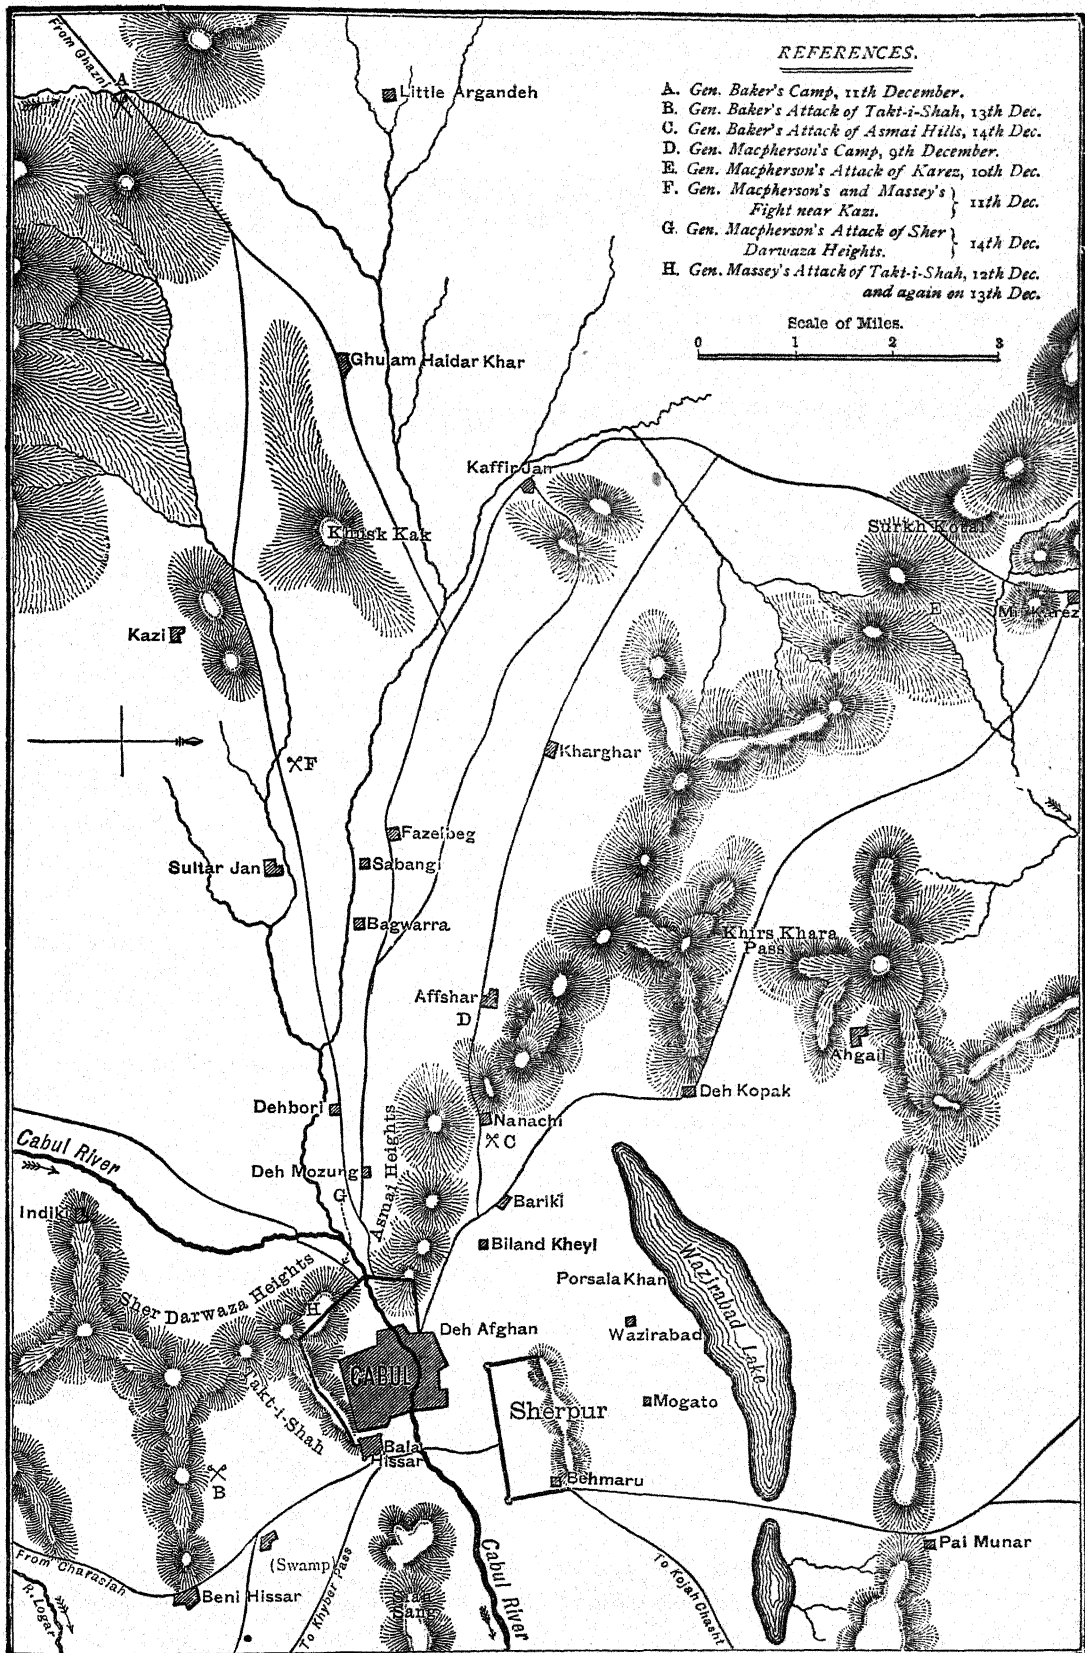 REFERENCES.
A. Gen. Baker's Camp, 11th December.
B. Gen. Baker's Attack of Takt-i-Shah, 13th Dec.
C. Gen. Baker's Attack of Asmai Hills, 14th Dec.
D. Gen. Macpherson's Camp, 9th December.
E. Gen. Macpherson's Attack of Karez, 10th Dec.
F. Gen. Macpherson's and Massey's Fight near Kazi. } 11th Dec.
G. Gen. Macpherson's Attack of Sher Darwaza Heights. } 14th Dec.
H. Gen. Massey's Attack of Takt-i-Shah, 12th Dec.
and again on 13th Dec.
Scale of Miles.
0 1 2 3
From Ghazni
A
Little Argandeh
Ghulam Haidar Khar
Kaffir Jan
Khusk Kak
Surkh Kotal
E
Karez
Kazi
F
Kharghar
Fazelbeg
Sabangi
Sultar Jan
Bagwarra
Khirs Khara
Pass
Affshar
D
Ahgail
Deh Kopak
Dehbori
Nanachi
C
Asmai Heights
Cabul River
Deh Mozung
G
Bariki
Indiki
Biland Kheyl
Porsala Khan
Wazirabad Lake
Sher Darwaza Heights
H
Deh Afghan
Wazirabad
CABUL
Takt-i-Shah
Sherpur
Mogato
Bala
Hissar
B
Behmaru
Pai Munar
(Swamp)
From Charasiah
Beni Hissar
To Khyber Pass
Siah
Sang
Cabul River
To Kojah Chasht
R. Logar